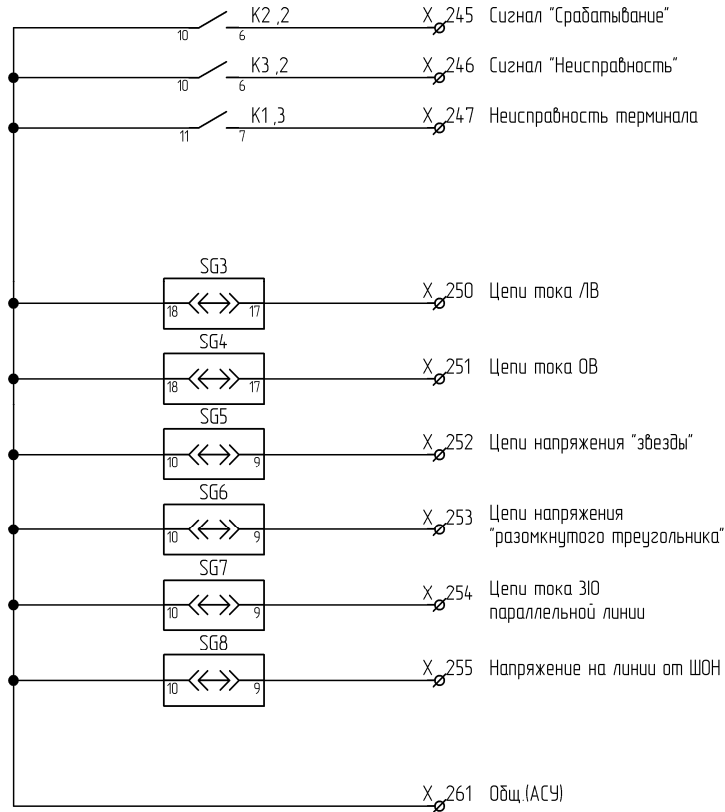 K2 ,2 X 245 Сигнал "Срабатывание"
10 6
K3 ,2 X 246 Сигнал "Неисправность"
10 6
K1 ,3 X 247 Неисправность терминала
11 7
SG3
18 17 X 250 Цепи тока ЛВ
SG4
18 17 X 251 Цепи тока ОВ
SG5
10 9 X 252 Цепи напряжения "звезды"
SG6
10 9 X 253 Цепи напряжения
"разомкнутого треугольника"
SG7
10 9 X 254 Цепи тока 3I0
параллельной линии
SG8
10 9 X 255 Напряжение на линии от ШОН
X 261 Общ.(АСУ)